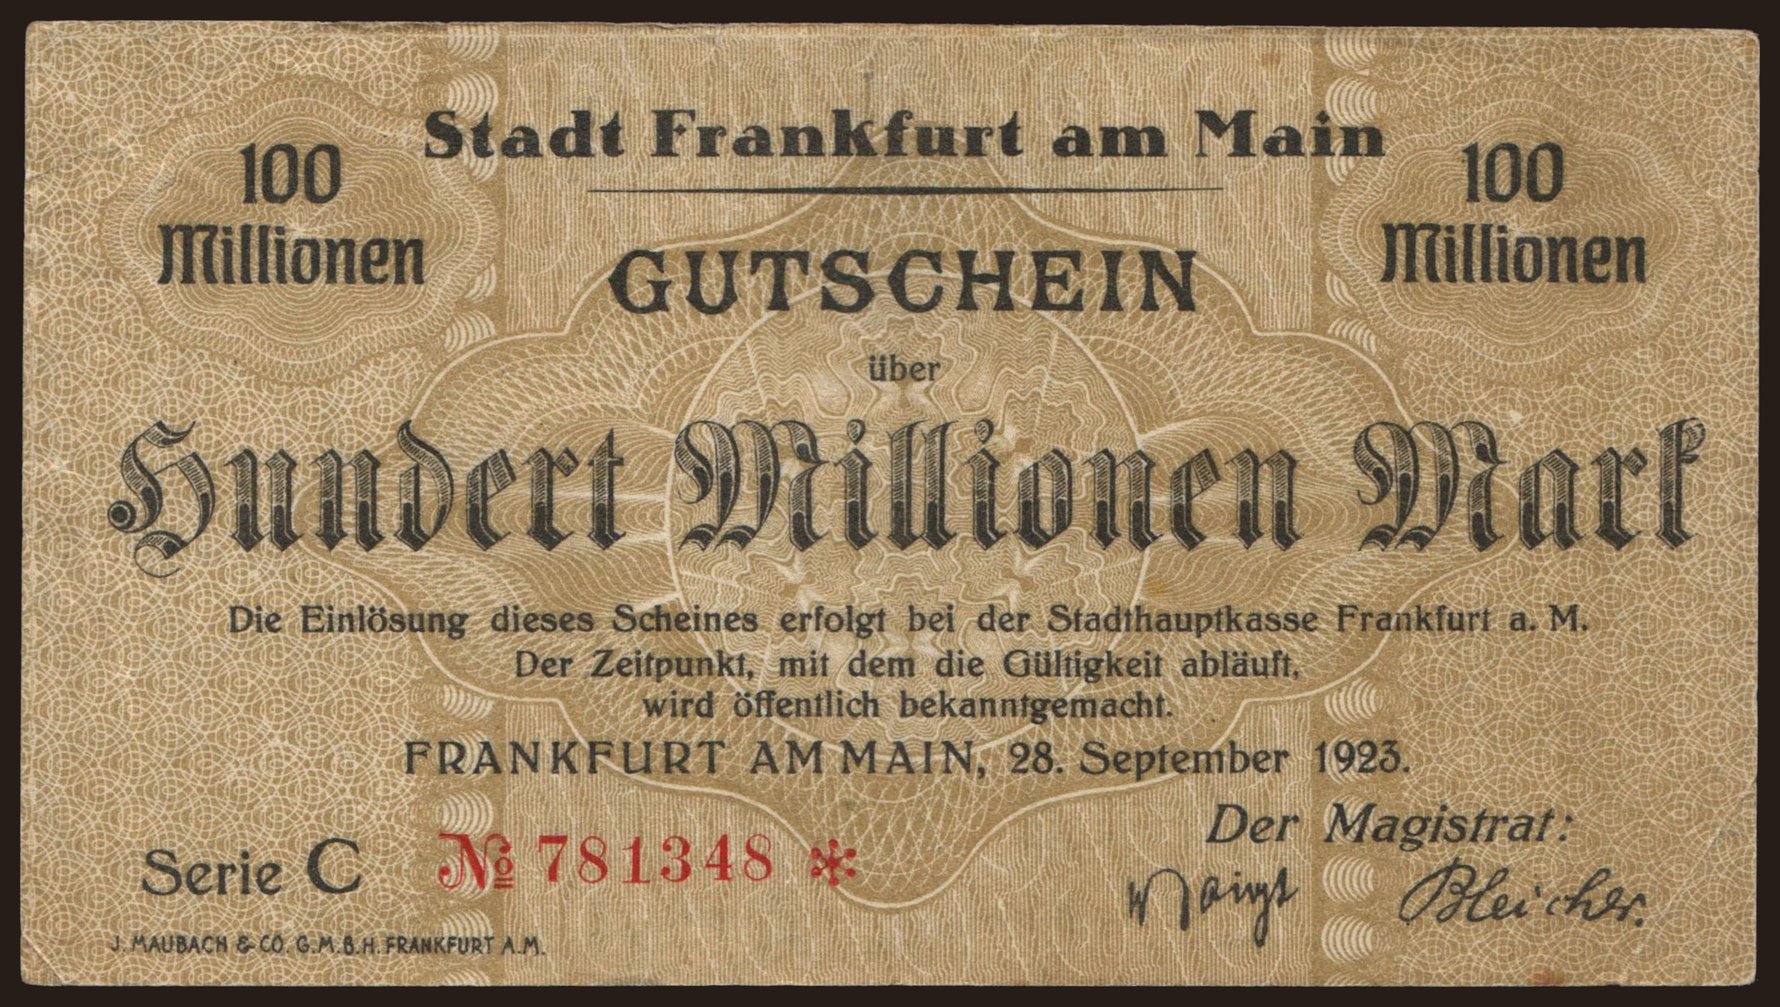 Stadt Frankfurt am Main
100
Millionen
100
Millionen
GUTSCHEIN
über
Hundert Millionen Mark
Die Einlösung dieses Scheines erfolgt bei der Stadthauptkasse Frankfurt a. M.
Der Zeitpunkt, mit dem die Gültigkeit abläuft,
wird öffentlich bekanntgemacht.
FRANKFURT AM MAIN, 28. September 1923.
Der Magistrat:
Serie C № 781348 *
Voigt Bleicher.
J. MAUBACH & CO. G.M.B.H. FRANKFURT A.M.